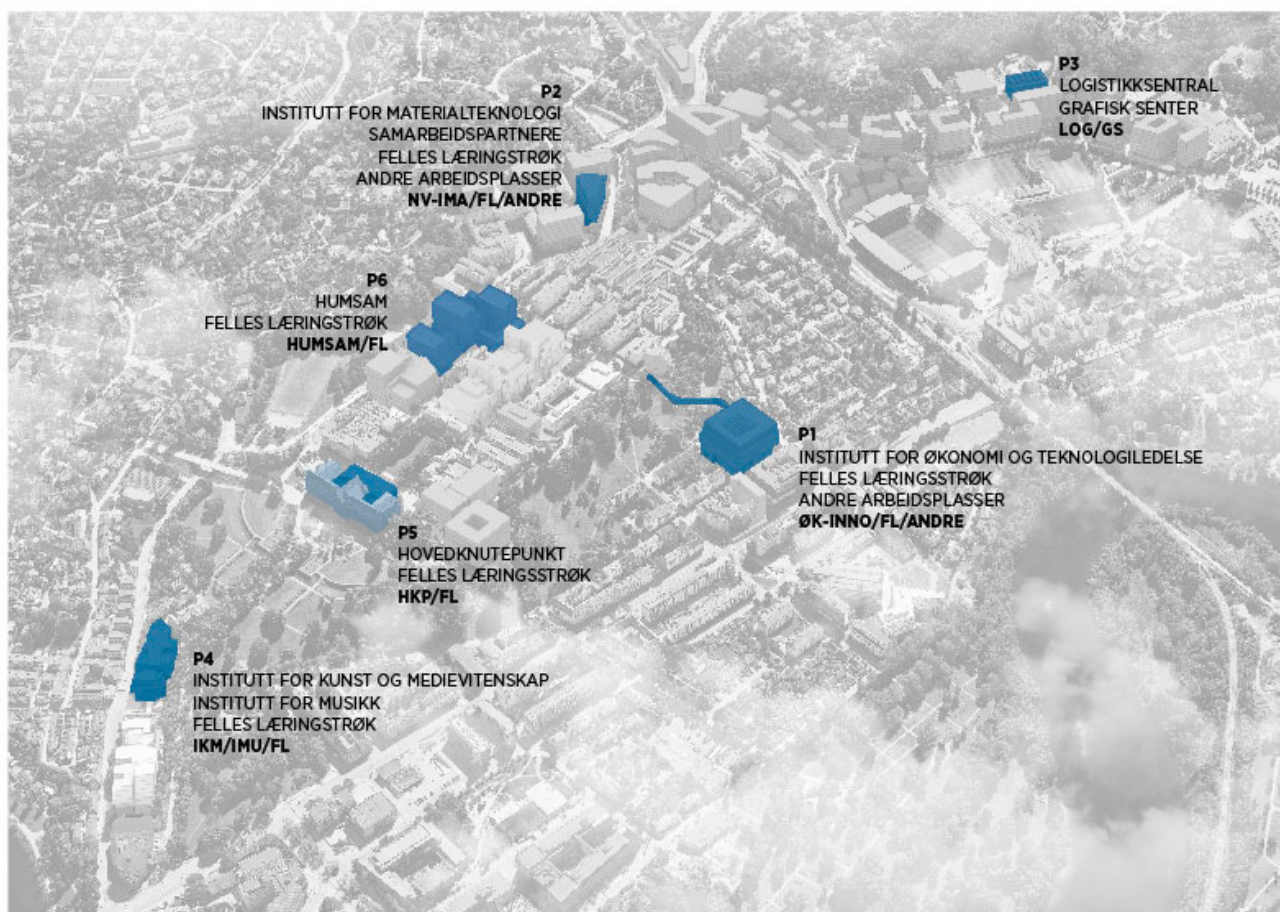 P2
INSTITUTT FOR MATERIALTEKNOLOGI
SAMARBEIDSPARTNERE
FELLES LÆRINGSTRØK
ANDRE ARBEIDSPLASSER
NV-IMA/FL/ANDRE
P3
LOGISTIKKSENTRAL
GRAFISK SENTER
LOG/GS
P6
HUMSAM
FELLES LÆRINGSTRØK
HUMSAM/FL
P1
INSTITUTT FOR ØKONOMI OG TEKNOLOGILEDELSE
FELLES LÆRINGSSTRØK
ANDRE ARBEIDSPLASSER
ØK-INNO/FL/ANDRE
P5
HOVEDKNUTEPUNKT
FELLES LÆRINGSSTRØK
HKP/FL
P4
INSTITUTT FOR KUNST OG MEDIEVITENSKAP
INSTITUTT FOR MUSIKK
FELLES LÆRINGSTRØK
IKM/IMU/FL